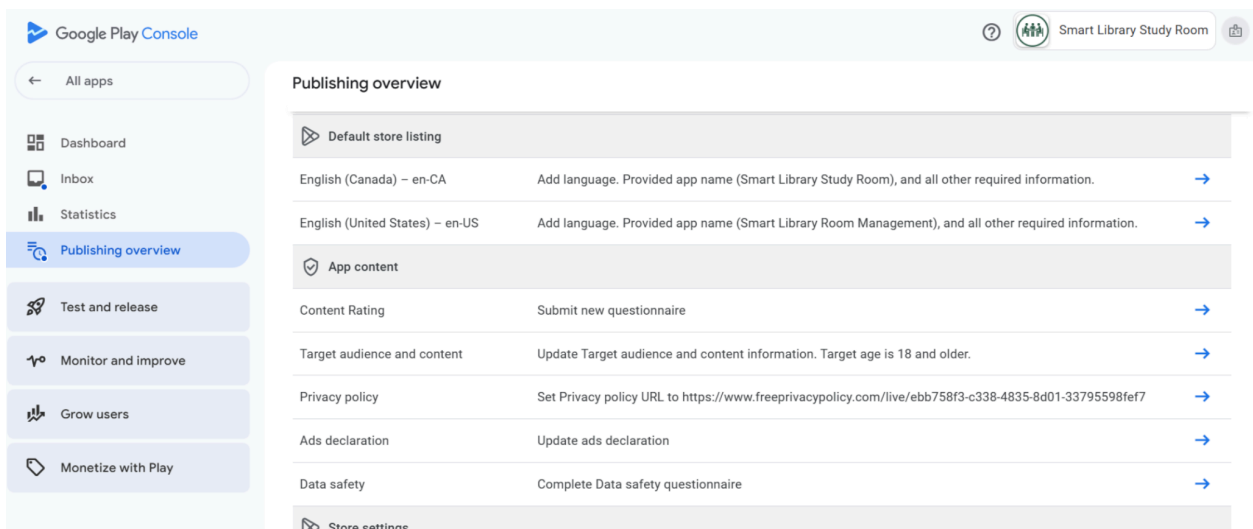 Google Play Console
Smart Library Study Room
All apps
Publishing overview
Dashboard
Inbox
Statistics
Publishing overview
Test and release
Monitor and improve
Grow users
Monetize with Play
Default store listing
English (Canada) – en-CA Add language. Provided app name (Smart Library Study Room), and all other required information.
English (United States) – en-US Add language. Provided app name (Smart Library Room Management), and all other required information.
App content
Content Rating Submit new questionnaire
Target audience and content Update Target audience and content information. Target age is 18 and older.
Privacy policy Set Privacy policy URL to https://www.freeprivacypolicy.com/live/ebb758f3-c338-4835-8d01-33795598fef7
Ads declaration Update ads declaration
Data safety Complete Data safety questionnaire
Store settings